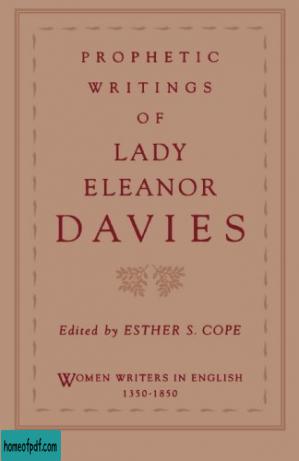 PROPHETIC
WRITINGS
OF
LADY
ELEANOR
DAVIES
Edited by ESTHER S. COPE
WOMEN WRITERS IN ENGLISH
1350-1850
homeofpdf.com